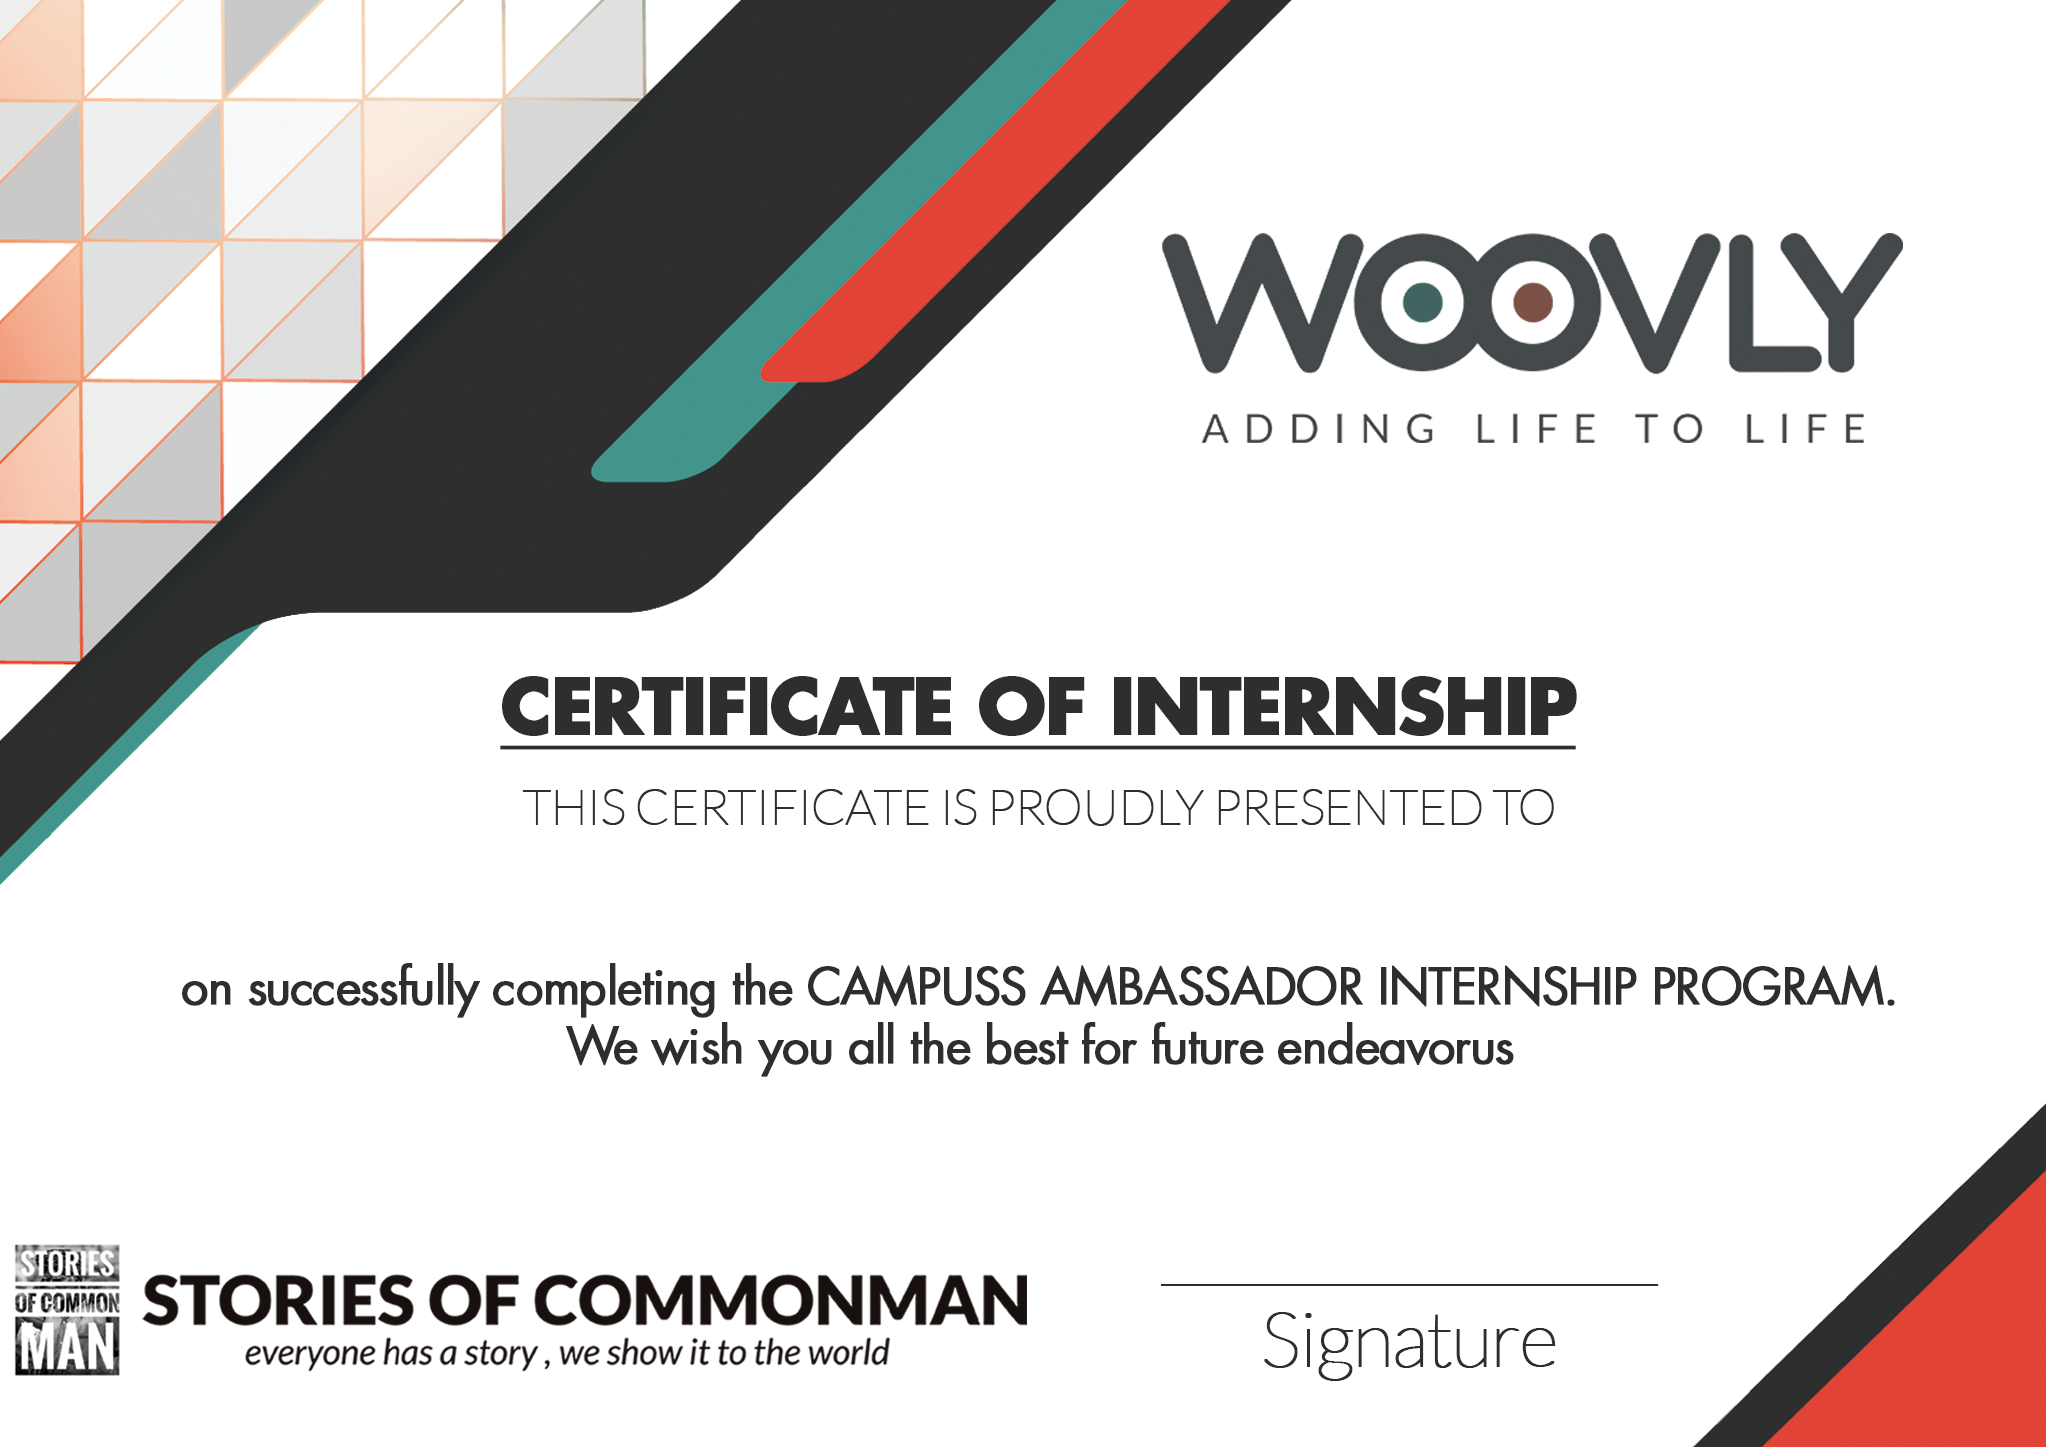 WOOVLY
ADDING LIFE TO LIFE
CERTIFICATE OF INTERNSHIP
THIS CERTIFICATE IS PROUDLY PRESENTED TO
on successfully completing the CAMPUSS AMBASSADOR INTERNSHIP PROGRAM.
We wish you all the best for future endeavorus
STORIES
OF COMMON
MAN
STORIES OF COMMONMAN
everyone has a story , we show it to the world
Signature